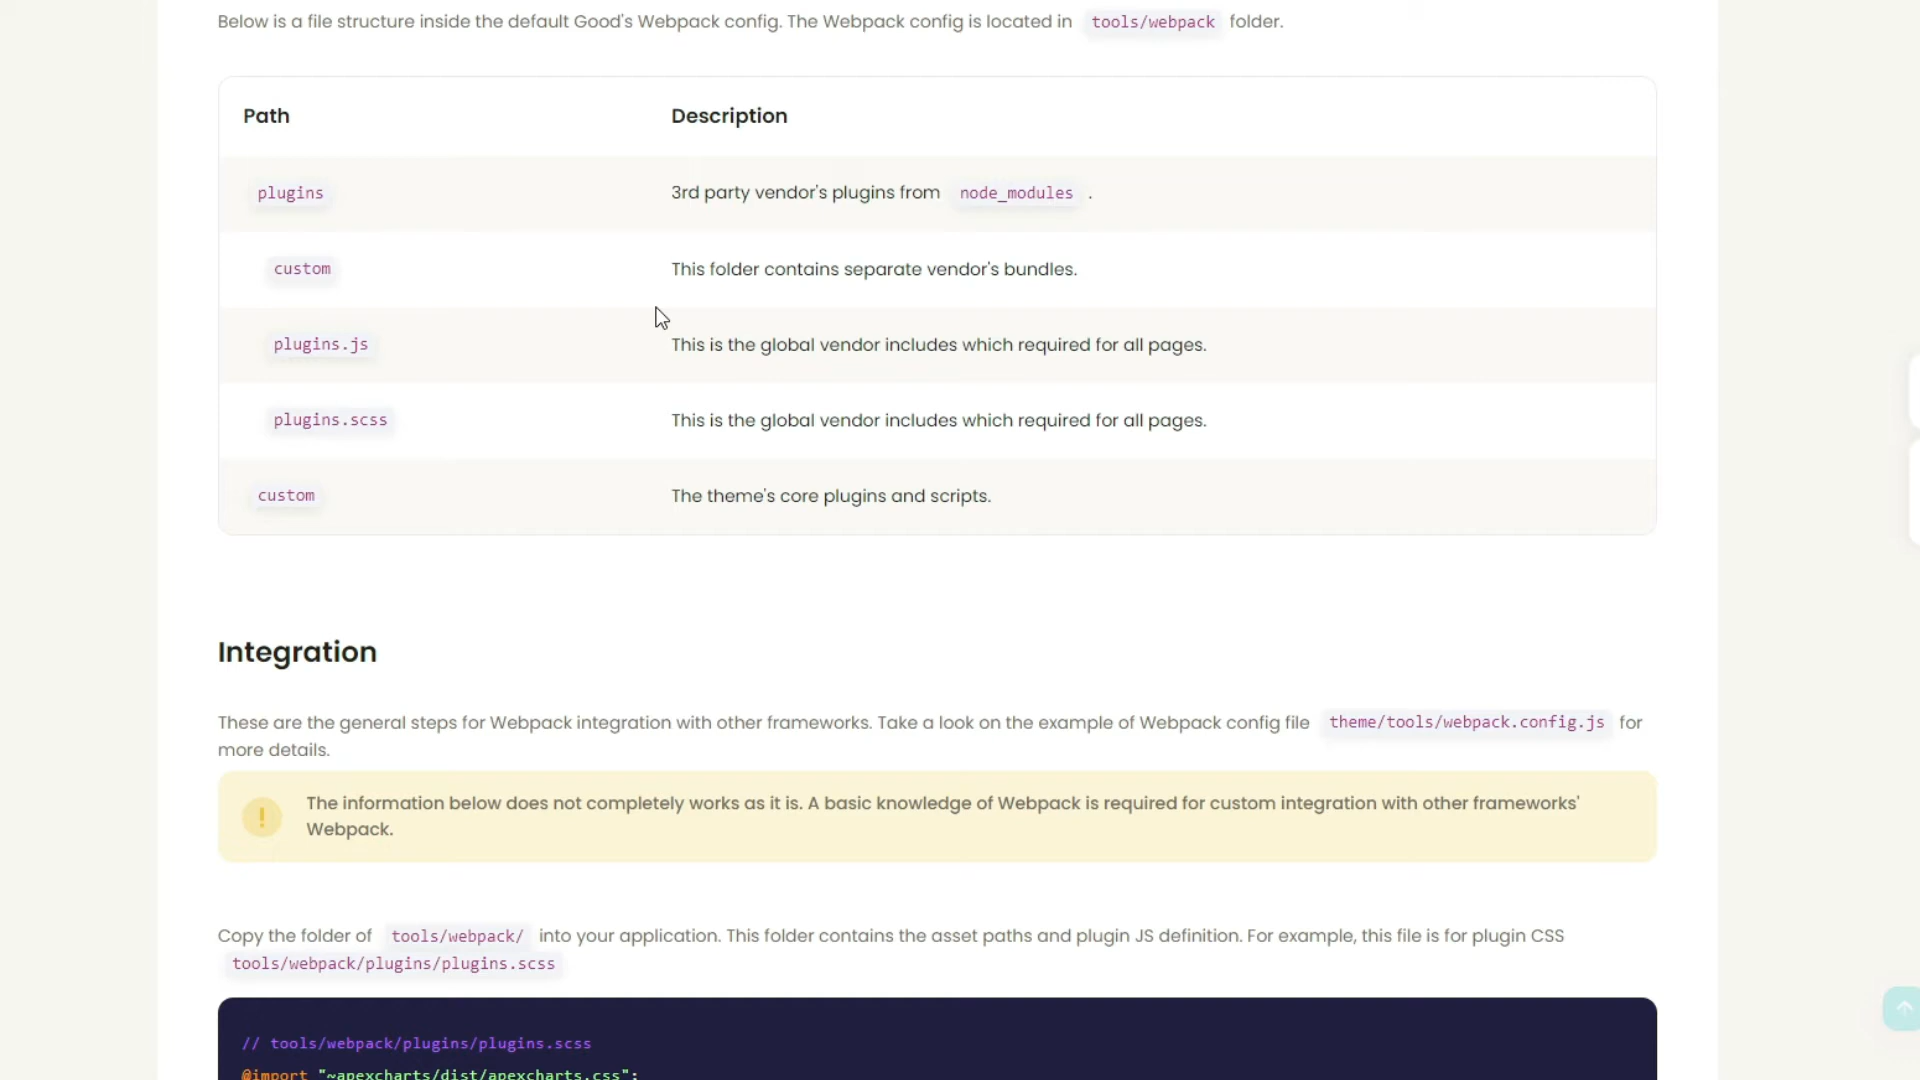 Below is a file structure inside the default Good's Webpack config. The Webpack config is located in tools/webpack folder.
Path Description
plugins 3rd party vendor's plugins from node_modules .
custom This folder contains separate vendor's bundles.
plugins.js This is the global vendor includes which required for all pages.
plugins.scss This is the global vendor includes which required for all pages.
custom The theme's core plugins and scripts.
Integration
These are the general steps for Webpack integration with other frameworks. Take a look on the example of Webpack config file theme/tools/webpack.config.js for
more details.
! The information below does not completely works as it is. A basic knowledge of Webpack is required for custom integration with other frameworks'
Webpack.
Copy the folder of tools/webpack/ into your application. This folder contains the asset paths and plugin JS definition. For example, this file is for plugin CSS
tools/webpack/plugins/plugins.scss
// tools/webpack/plugins/plugins.scss
@import "~apexcharts/dist/apexcharts.css";